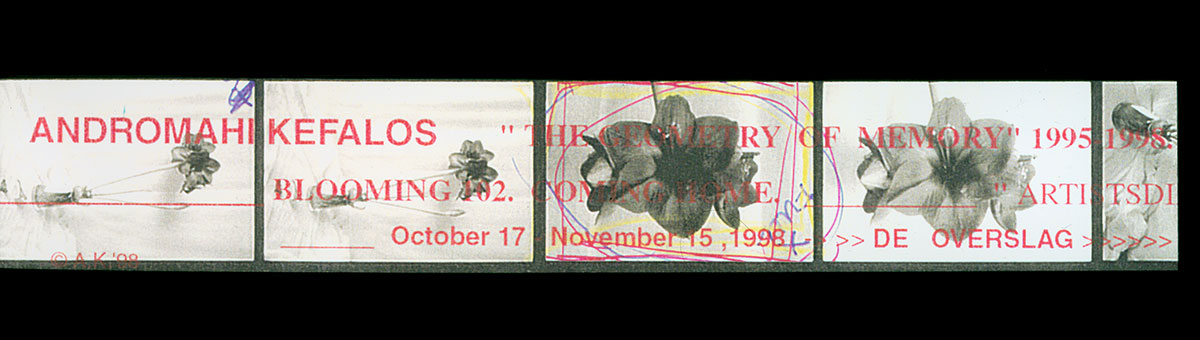 ANDROMAHI KEFALOS " THE GEOMETRY OF MEMORY" 1995-1998.
BLOOMING 102. COMING HOME. " ARTISTSDI
October 17 November 15 ,1998 >>> DE OVERSLAG >>>>>>
© A.K '98